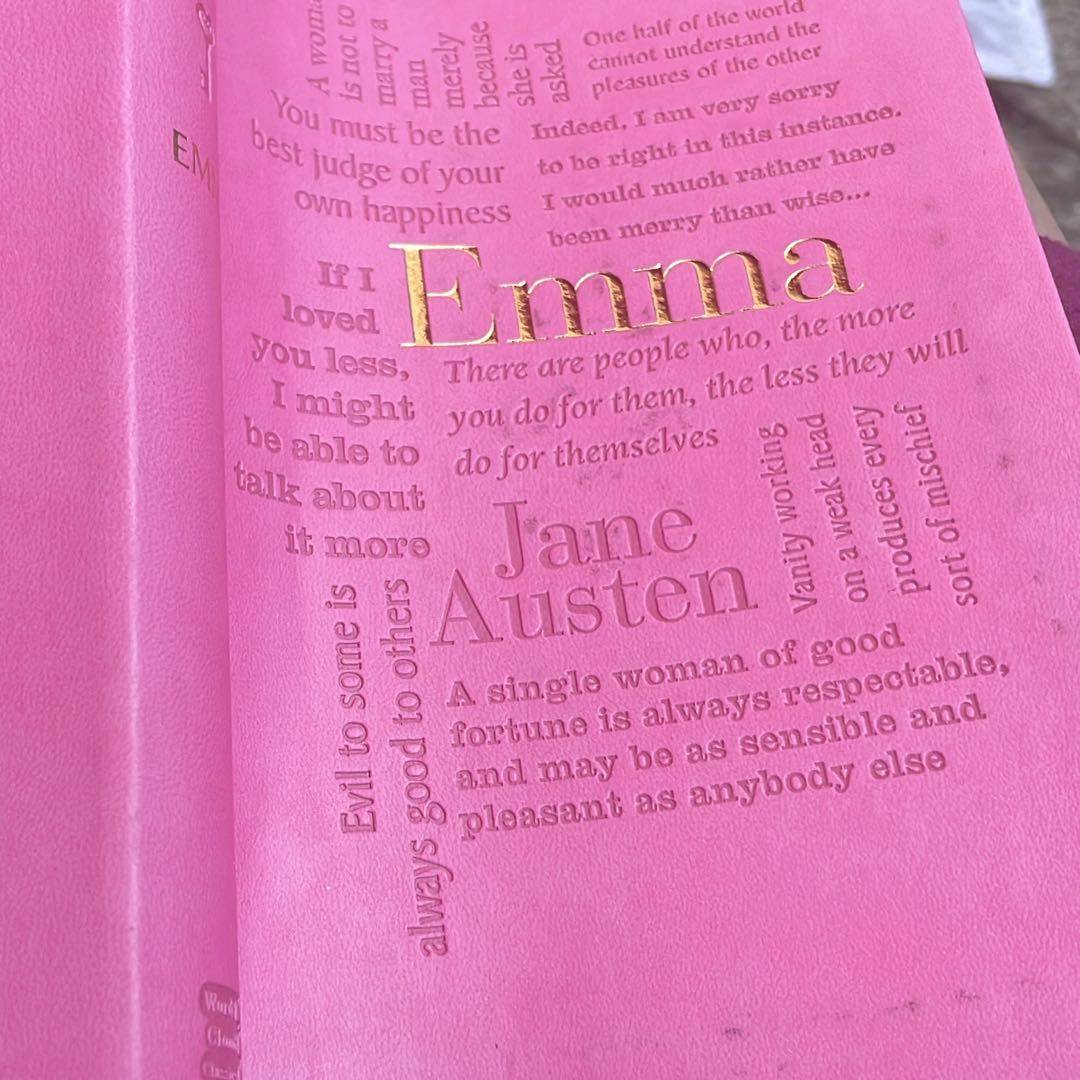 EM
A woman
is not to
marry a
man
merely
because
she is
asked
One half of the world
cannot understand the
pleasures of the other
You must be the
best judge of your
own happiness
Indeed, I am very sorry
to be right in this instance.
I would much rather have
been merry than wise...
Emma
If I
loved
you less,
I might
be able to
talk about
it more
There are people who, the more
you do for them, the less they will
do for themselves
Jane
Austen
Vanity working
on a weak head
produces every
sort of mischief
Evil to some is
always good to others
A single woman of good
fortune is always respectable,
and may be as sensible and
pleasant as anybody else
Word
Cloud